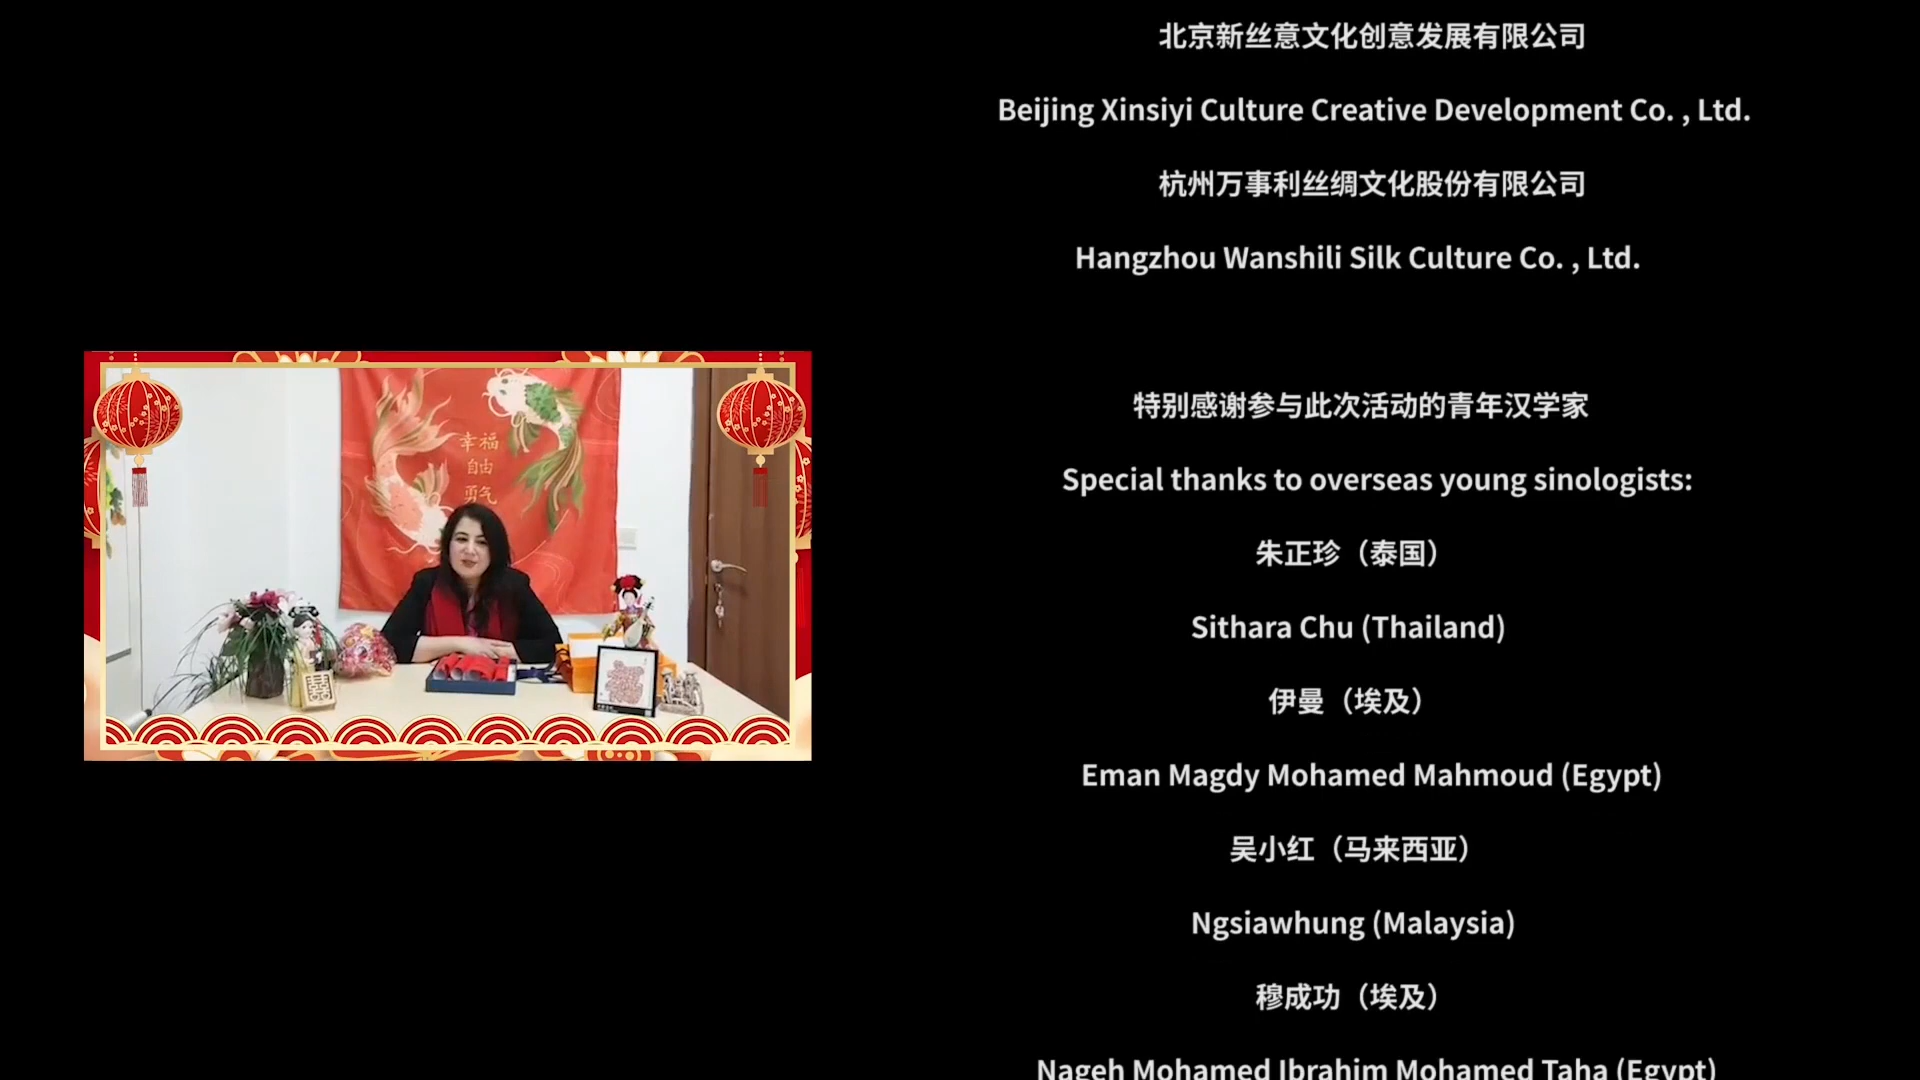 北京新丝意文化创意发展有限公司
Beijing Xinsiyi Culture Creative Development Co. , Ltd.
杭州万事利丝绸文化股份有限公司
Hangzhou Wanshili Silk Culture Co. , Ltd.
特别感谢参与此次活动的青年汉学家
Special thanks to overseas young sinologists:
朱正珍（泰国）
Sithara Chu (Thailand)
伊曼（埃及）
Eman Magdy Mohamed Mahmoud (Egypt)
吴小红（马来西亚）
Ngsiawhung (Malaysia)
穆成功（埃及）
Nageh Mohamed Ibrahim Mohamed Taha (Egypt)
幸福
自由
勇气
囍